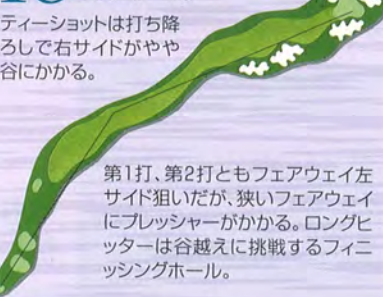 ティーショットは打ち降
ろしで右サイドがやや
谷にかかる。
第1打、第2打ともフェアウェイ左
サイド狙いだが、狭いフェアウェイ
にプレッシャーがかかる。ロングヒ
ッターは谷越えに挑戦するフィニ
ッシングホール。